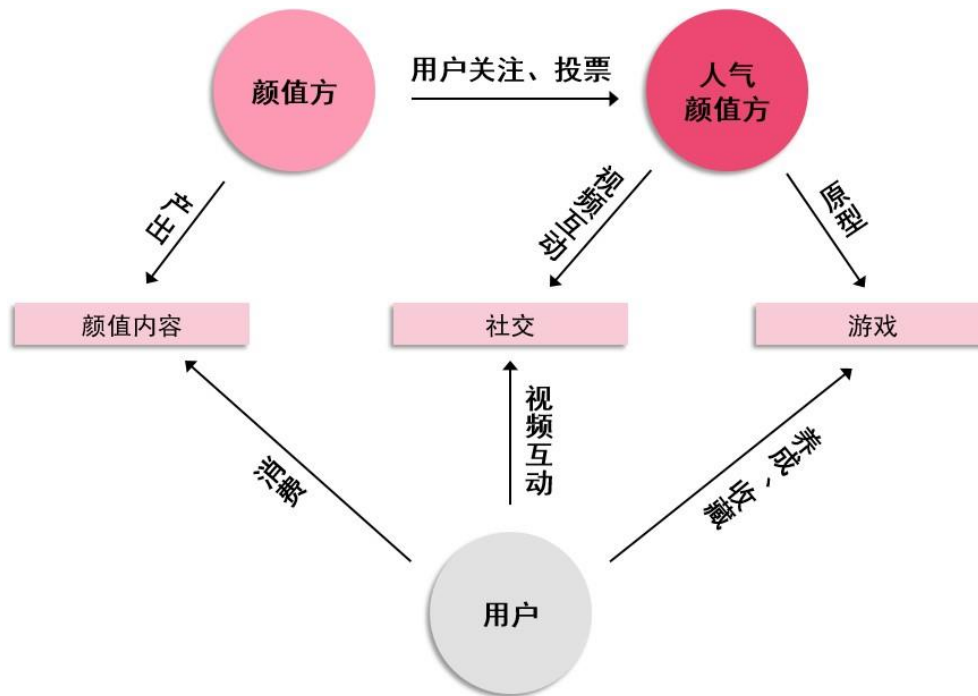 颜值方
用户关注、投票
人气
颜值方
产出
视频互动
原型
颜值内容
社交
游戏
消费
视频互动
养成、收藏
用户